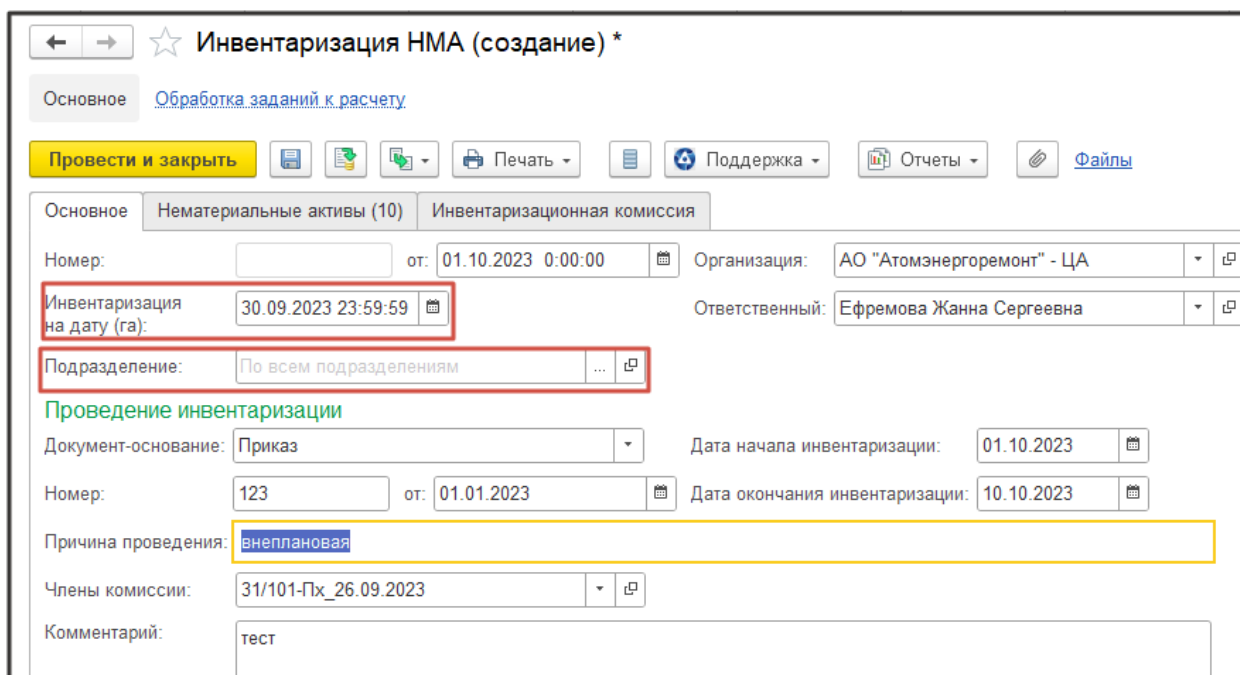 Инвентаризация НМА (создание) *
Основное Обработка заданий к расчету
Провести и закрыть Печать Поддержка Отчеты Файлы
Основное Нематериальные активы (10) Инвентаризационная комиссия
Номер: от: 01.10.2023 0:00:00 Организация: АО "Атомэнергоремонт" - ЦА
Инвентаризация
на дату (га): 30.09.2023 23:59:59 Ответственный: Ефремова Жанна Сергеевна
Подразделение: По всем подразделениям ...
Проведение инвентаризации
Документ-основание: Приказ Дата начала инвентаризации: 01.10.2023
Номер: 123 от: 01.01.2023 Дата окончания инвентаризации: 10.10.2023
Причина проведения: внеплановая
Члены комиссии: 31/101-Пх_26.09.2023
Комментарий: тест